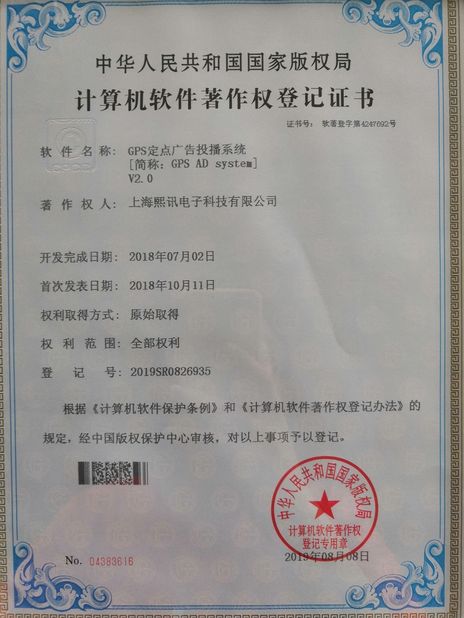 中华人民共和国国家版权局
计算机软件著作权登记证书
证书号： 软著登字第4247692号
软件名称： GPS定点广告投播系统
[简称：GPS AD system]
V2.0
著作权人： 上海熙讯电子科技有限公司
开发完成日期： 2018年07月02日
首次发表日期： 2018年10月11日
权利取得方式： 原始取得
权利范围： 全部权利
登记号： 2019SR0826935
根据《计算机软件保护条例》和《计算机软件著作权登记办法》的
规定，经中国版权保护中心审核，对以上事项予以登记。
中华人民共和国国家版权局
计算机软件著作权
登记专用章
2019年08月08日
No. 04383616